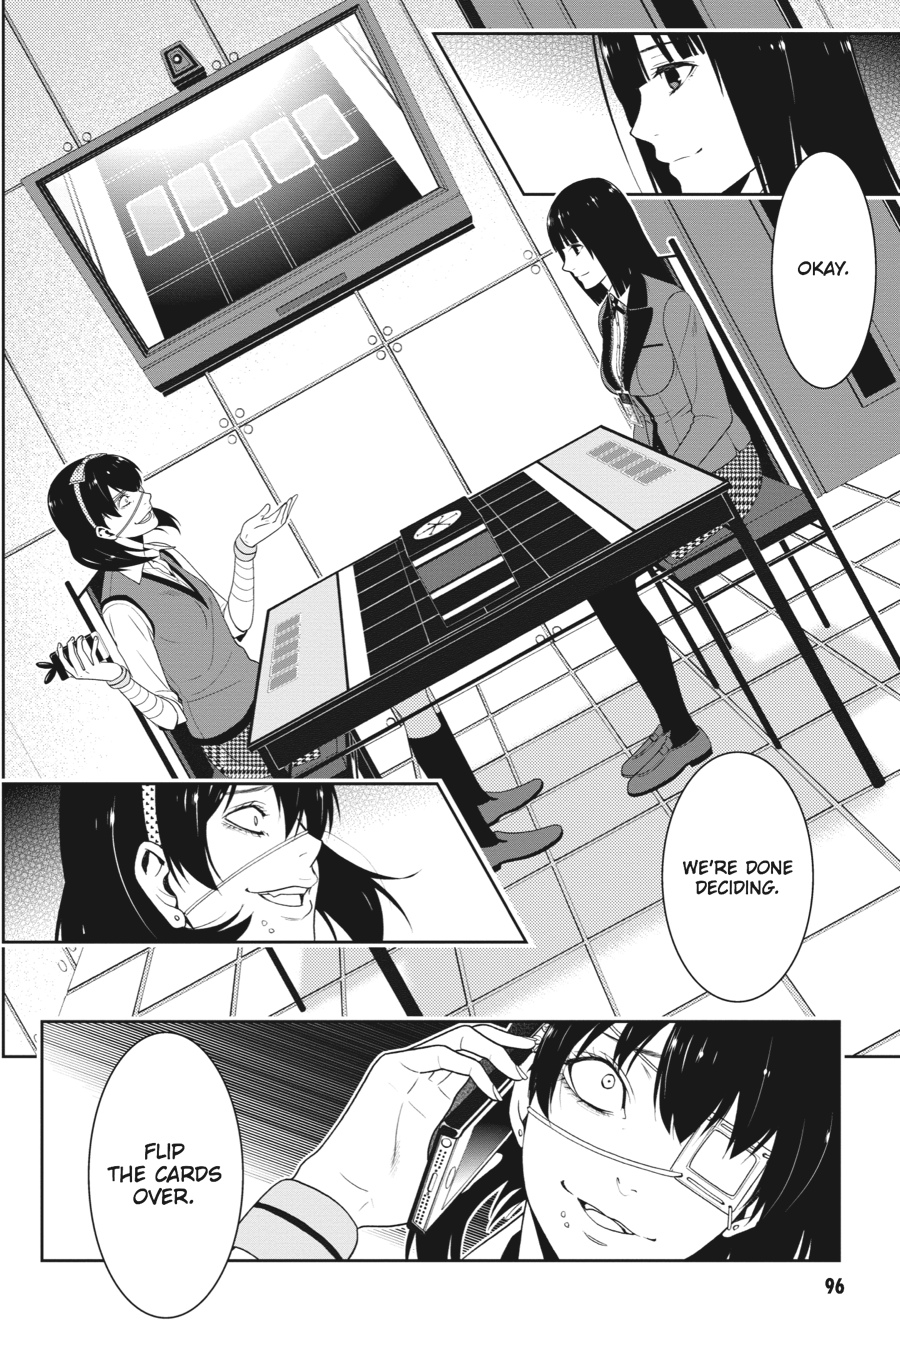 OKAY.
WE'RE DONE
DECIDING.
FLIP
THE CARDS
OVER.
96